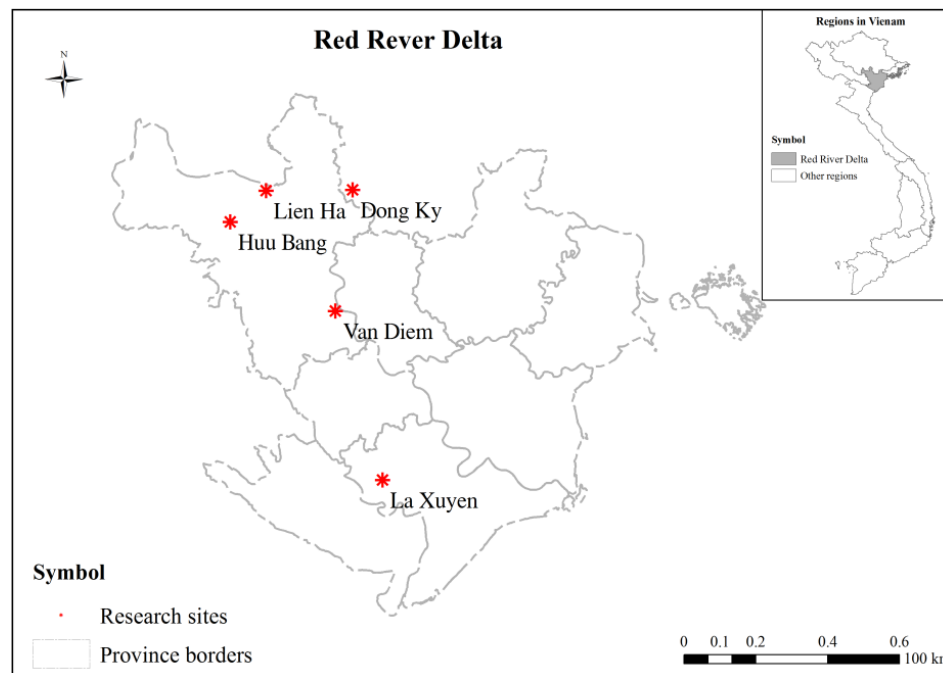 Red Rever Delta
N
Regions in Vienam
Symbol
Red River Delta
Other regions
Lien Ha
Dong Ky
Huu Bang
Van Diem
La Xuyen
Symbol
Research sites
Province borders
0 0.1 0.2 0.4 0.6
100 km